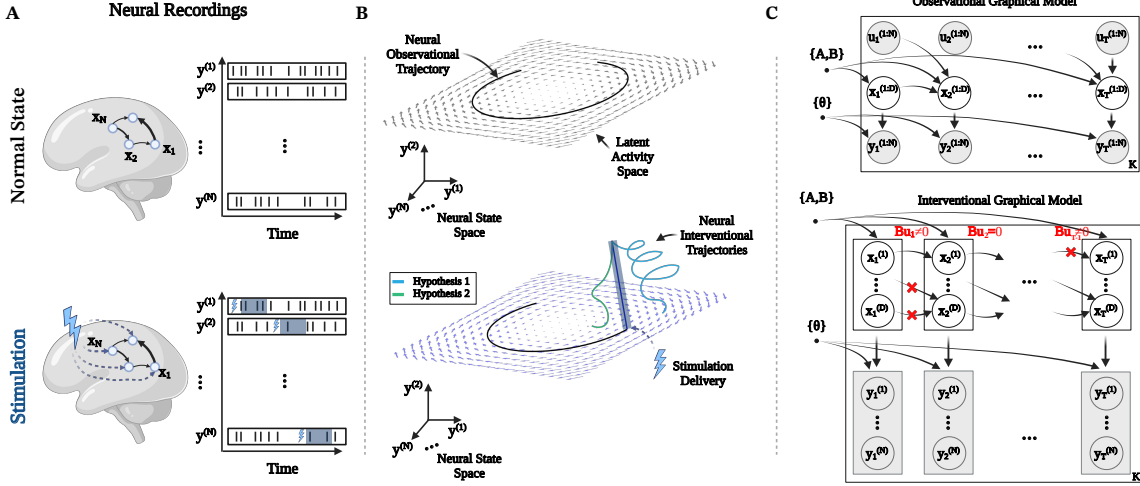 A
Neural Recordings
Normal State
x_N
x_2
x_1
y^(1)
y^(2)
y^(N)
Time
Stimulation
x_N
x_1
y^(1)
y^(2)
y^(N)
Time
B
Neural
Observational
Trajectory
Latent
Activity
Space
y^(2)
y^(1)
y^(N)
Neural State
Space
Neural
Interventional
Trajectories
Hypothesis 1
Hypothesis 2
Stimulation
Delivery
y^(2)
y^(1)
y^(N)
Neural State
Space
C
Observational Graphical Model
u_1^(1:N) u_2^(1:N) ... u_T^(1:N)
{A,B}
x_1^(1:D) x_2^(1:D) ... x_T^(1:D)
{θ}
y_1^(1:N) y_2^(1:N) ... y_T^(1:N)
K
{A,B}
Interventional Graphical Model
Bu_1≠0 Bu_2=0
x_1^(1) x_2^(1) ... x_T^(1)
x_1^(D) x_2^(D) x_T^(D)
{θ}
y_1^(1) y_2^(1) y_T^(1)
y_1^(N) y_2^(N) ... y_T^(N)
K